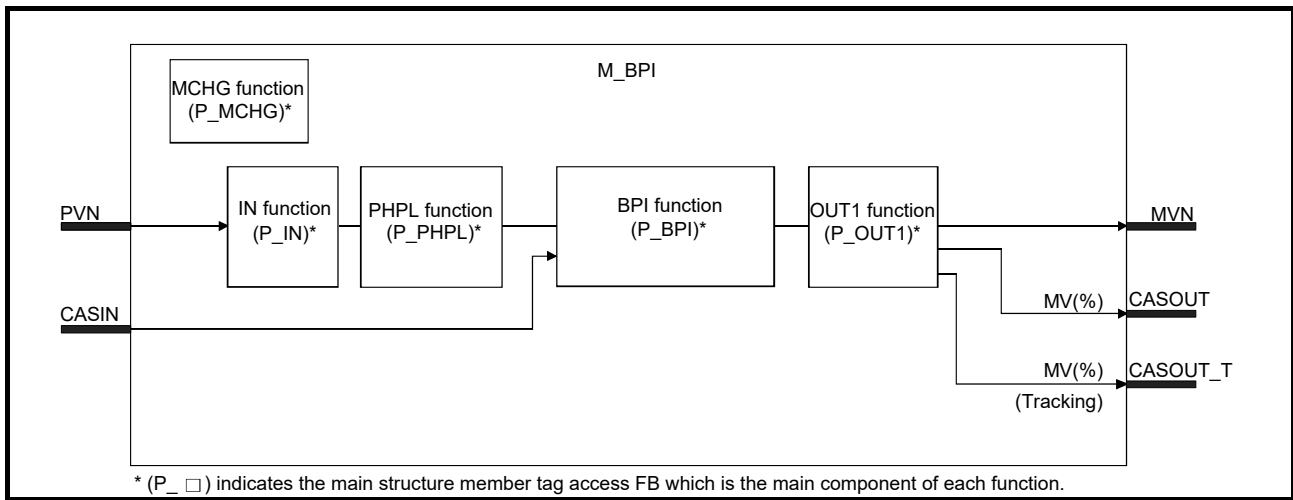 M_BPI
MCHG function
(P_MCHG)*
PVN
IN function
(P_IN)*
PHPL function
(P_PHPL)*
BPI function
(P_BPI)*
OUT1 function
(P_OUT1)*
MVN
CASIN
MV(%)
CASOUT
MV(%)
CASOUT_T
(Tracking)
* (P_ □ ) indicates the main structure member tag access FB which is the main component of each function.